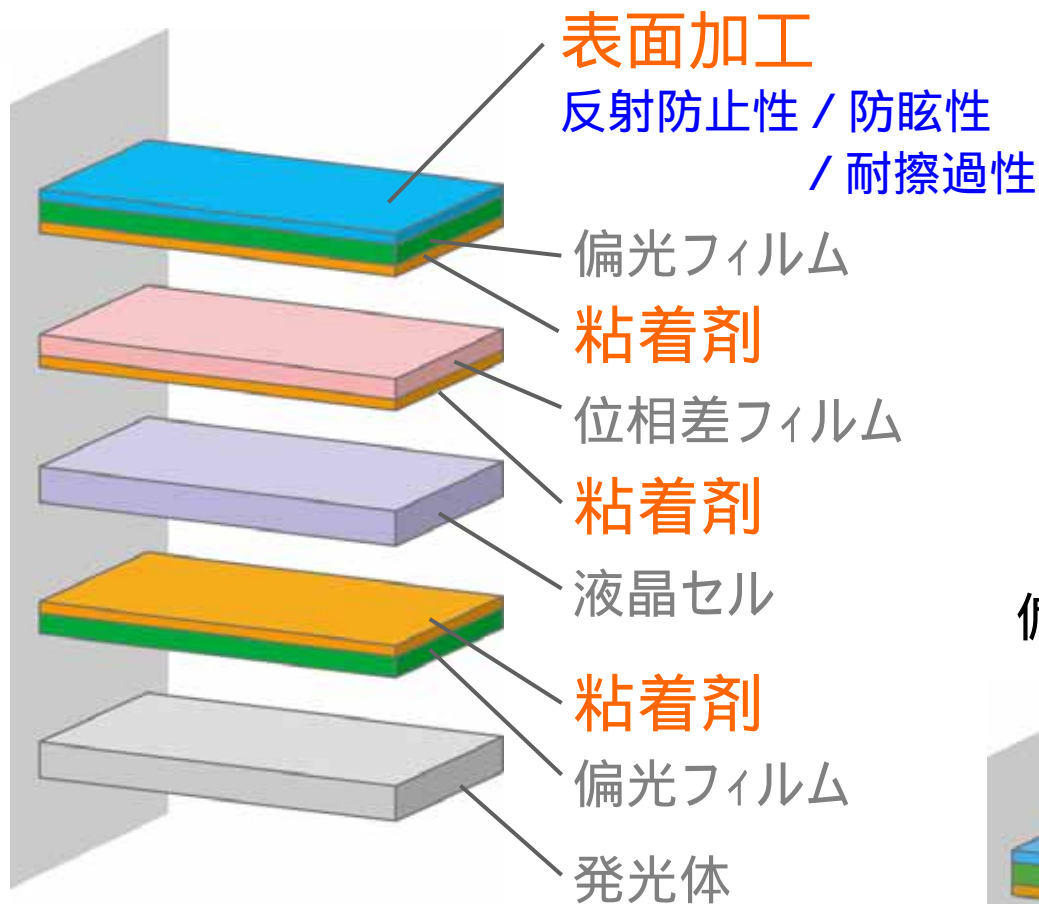 表面加工
反射防止性 / 防眩性
/ 耐擦過性
偏光フィルム
粘着剤
位相差フィルム
粘着剤
液晶セル
粘着剤
偏光フィルム
発光体